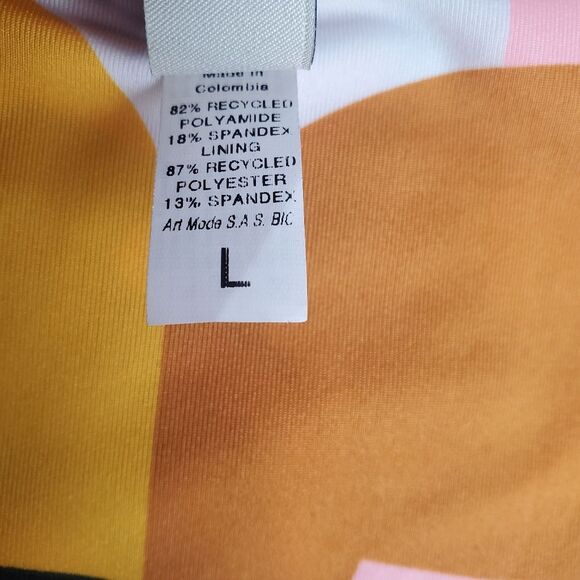 Made in
Colombia
82% RECYCLED
POLYAMIDE
18% SPANDEX
LINING
87% RECYCLED
POLYESTER
13% SPANDEX
Art Mode S.A.S. BIC
L